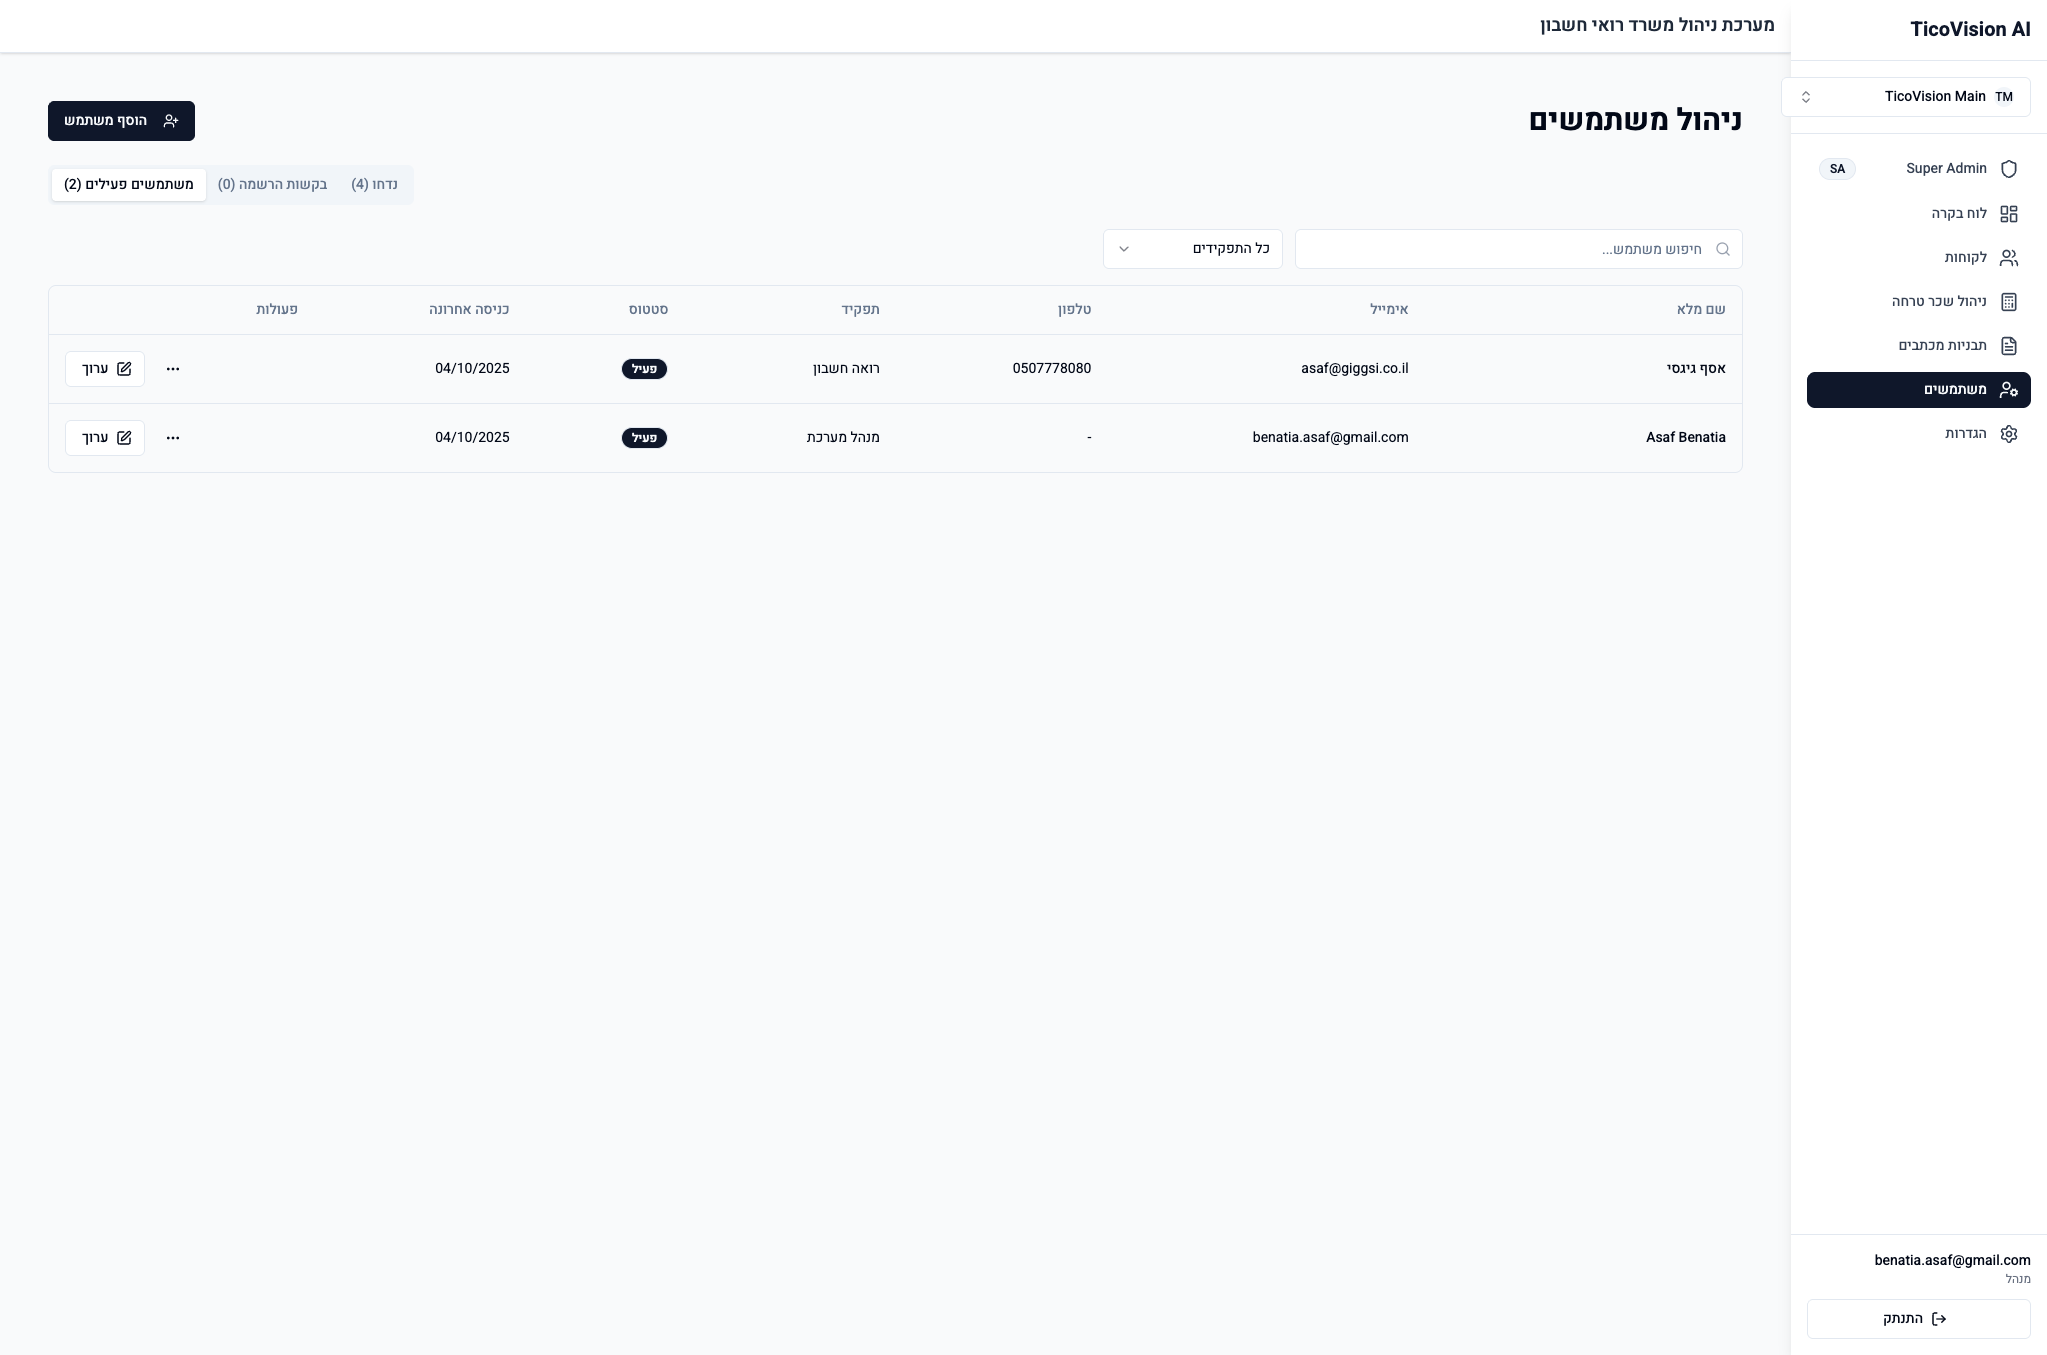 TicoVision AI
TM TicoVision Main
Super Admin SA
לוח בקרה
לקוחות
ניהול שכר טרחה
תבניות מכתבים
משתמשים
הגדרות
benatia.asaf@gmail.com
מנהל
התנתק
מערכת ניהול משרד רואי חשבון
ניהול משתמשים
הוסף משתמש
נדחו (4) בקשות הרשמה (0) משתמשים פעילים (2)
חיפוש משתמש... כל התפקידים
שם מלא אימייל טלפון תפקיד סטטוס כניסה אחרונה פעולות
אסף גיגסי asaf@giggsi.co.il 0507778080 רואה חשבון פעיל 04/10/2025 ... ערוך
Asaf Benatia benatia.asaf@gmail.com - מנהל מערכת פעיל 04/10/2025 ... ערוך